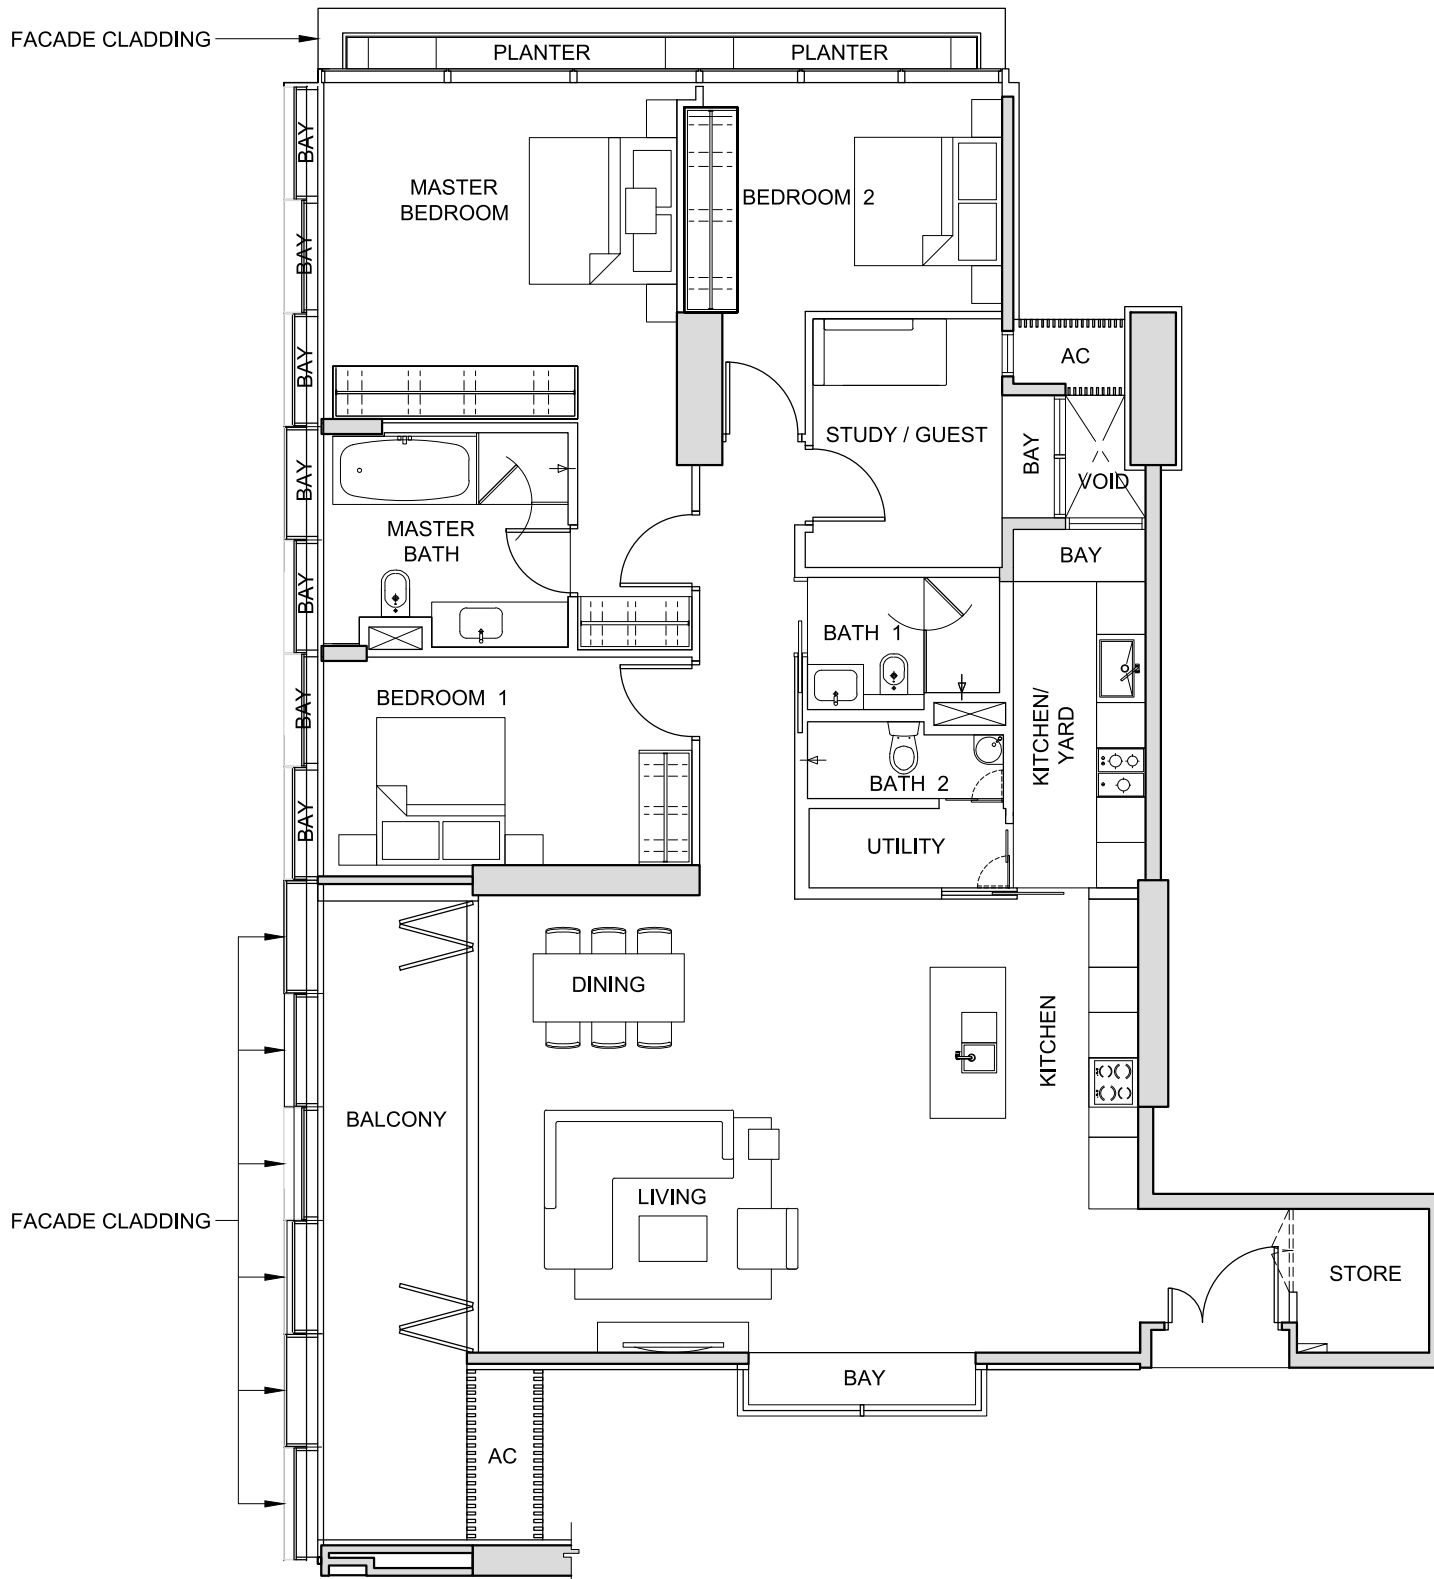 FACADE CLADDING
PLANTER
PLANTER
BAY
MASTER
BEDROOM
BEDROOM 2
BAY
BAY
AC
STUDY / GUEST
BAY
BAY
VOID
MASTER
BATH
BAY
BAY
BATH 1
BEDROOM 1
BAY
KITCHEN/
YARD
BATH 2
BAY
UTILITY
DINING
KITCHEN
BALCONY
LIVING
FACADE CLADDING
STORE
BAY
AC